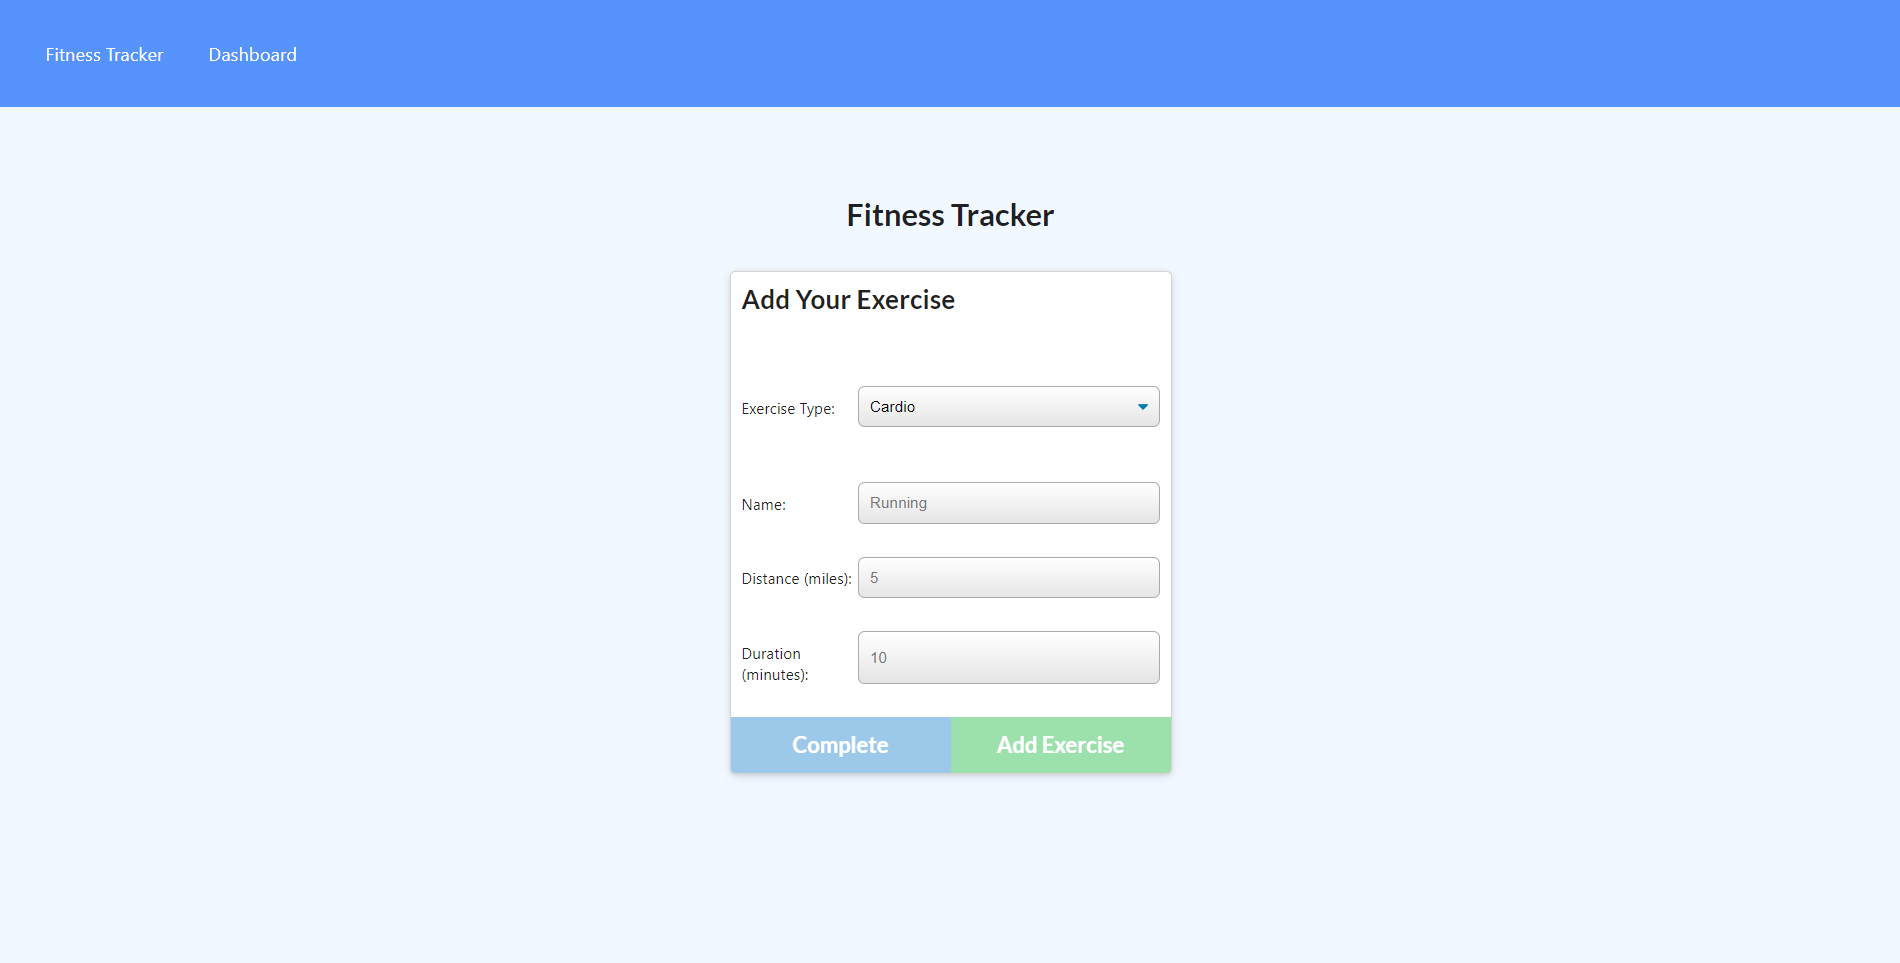 Fitness Tracker Dashboard
Fitness Tracker
Add Your Exercise
Exercise Type: Cardio
Name: Running
Distance (miles): 5
Duration
(minutes): 10
Complete Add Exercise